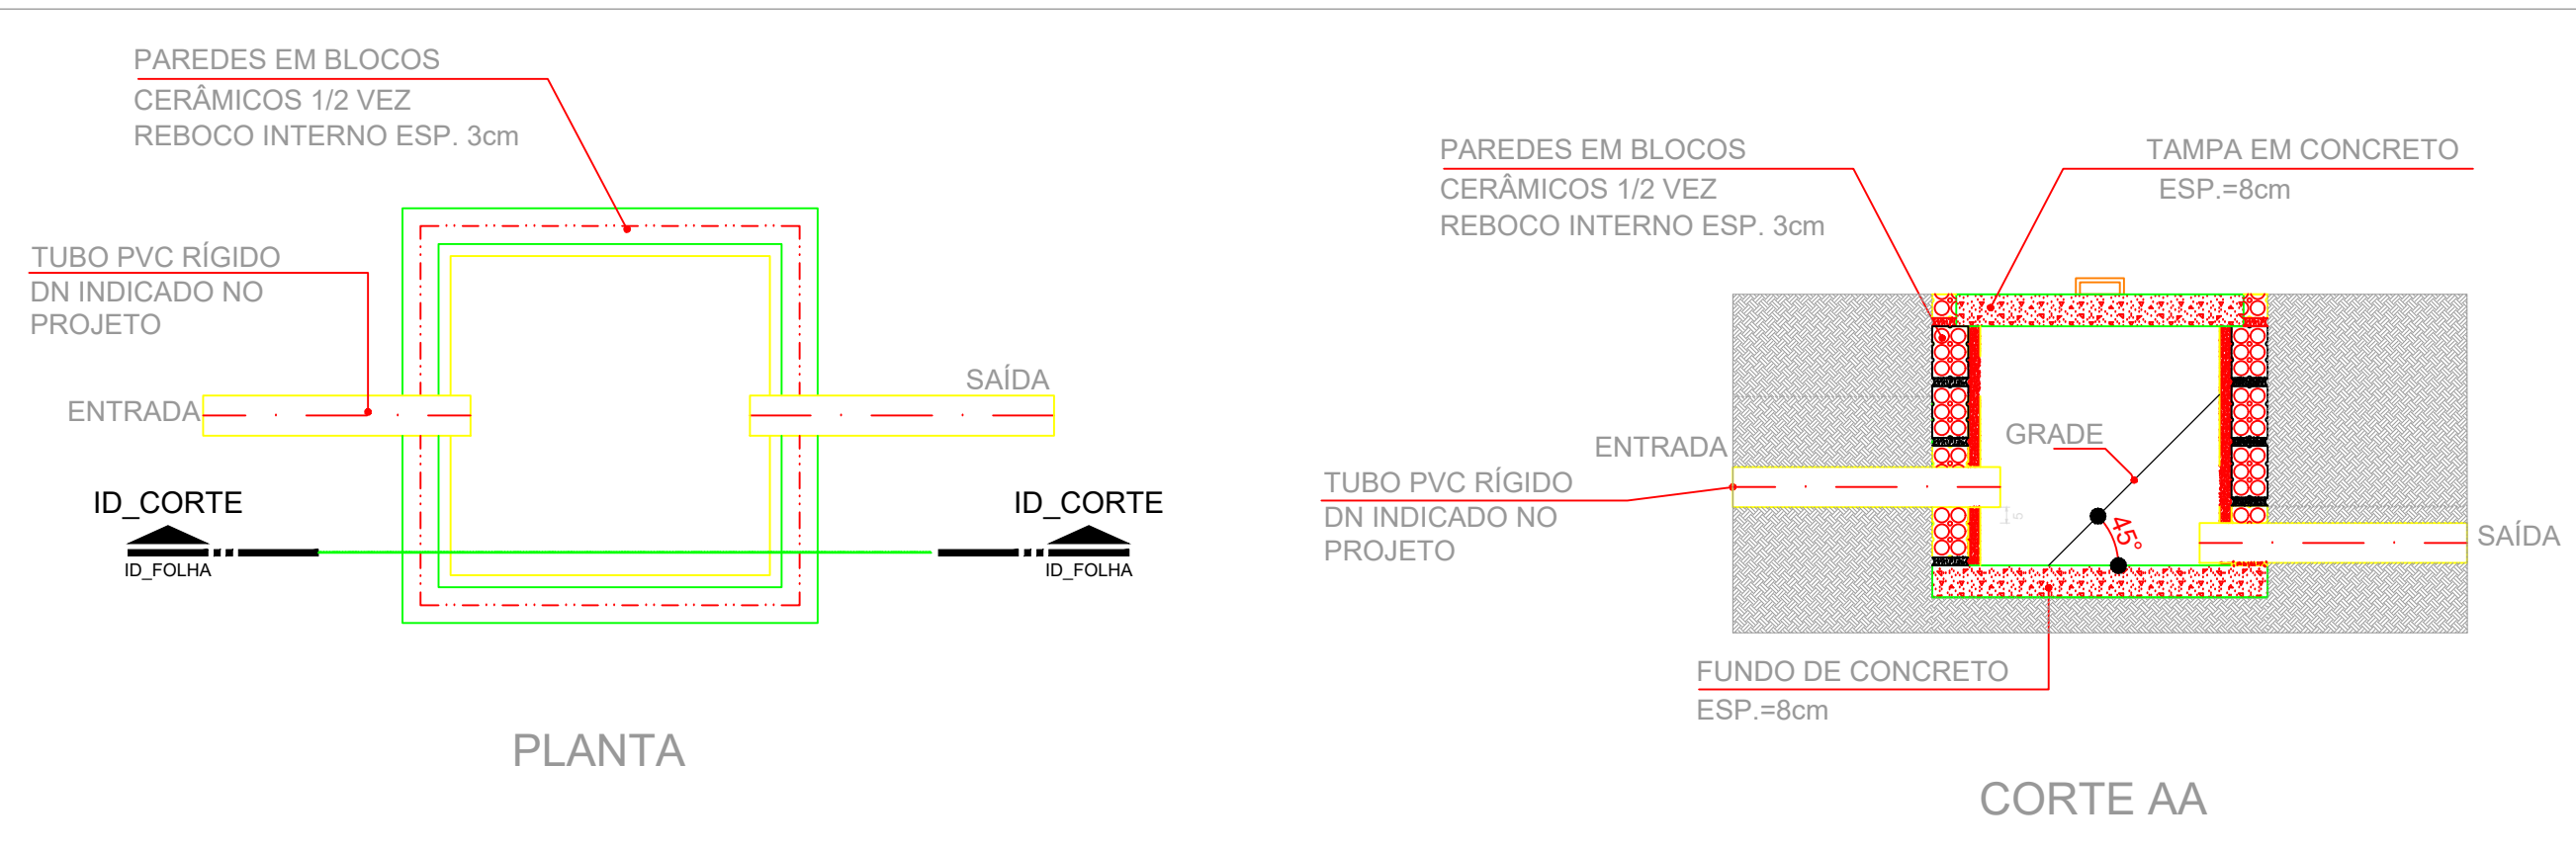 PAREDES EM BLOCOS
CERÂMICOS 1/2 VEZ
REBOCO INTERNO ESP. 3cm
TUBO PVC RÍGIDO
DN INDICADO NO
PROJETO
ENTRADA
SAÍDA
ID_CORTE
ID_FOLHA
ID_CORTE
ID_FOLHA
PLANTA
PAREDES EM BLOCOS
CERÂMICOS 1/2 VEZ
REBOCO INTERNO ESP. 3cm
TAMPA EM CONCRETO
ESP.=8cm
ENTRADA
TUBO PVC RÍGIDO
DN INDICADO NO
PROJETO
GRADE
5
45°
SAÍDA
FUNDO DE CONCRETO
ESP.=8cm
CORTE AA